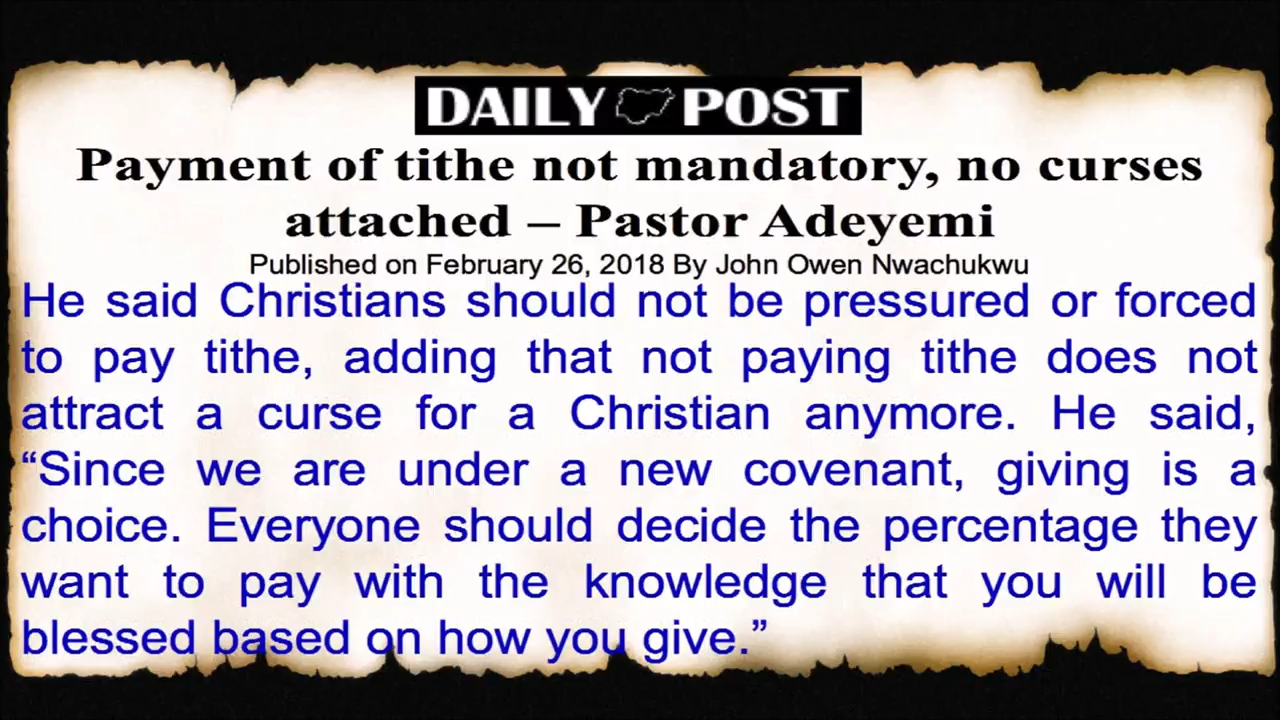 DAILY POST
Payment of tithe not mandatory, no curses
attached – Pastor Adeyemi
Published on February 26, 2018 By John Owen Nwachukwu
He said Christians should not be pressured or forced
to pay tithe, adding that not paying tithe does not
attract a curse for a Christian anymore. He said,
“Since we are under a new covenant, giving is a
choice. Everyone should decide the percentage they
want to pay with the knowledge that you will be
blessed based on how you give.”